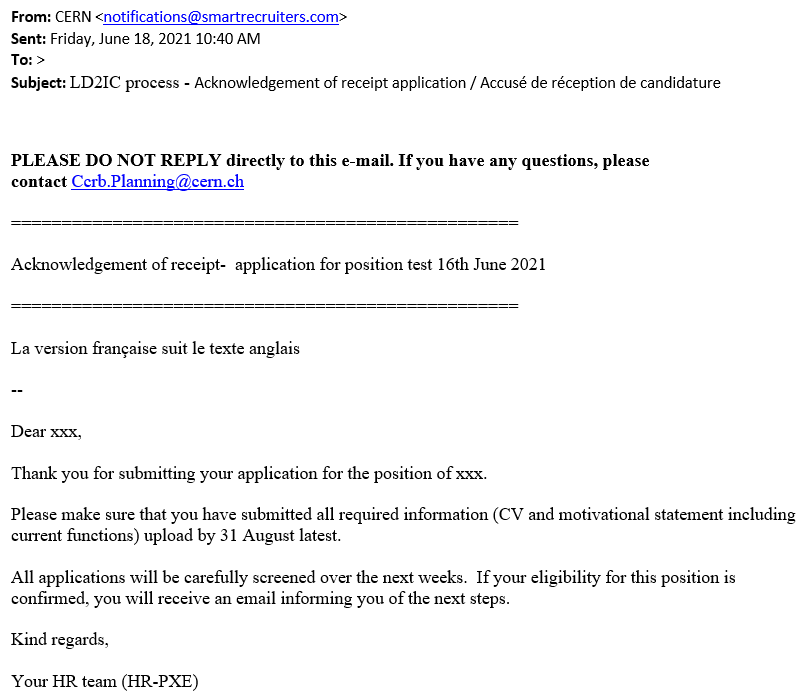 From: CERN <notifications@smartrecruiters.com>
Sent: Friday, June 18, 2021 10:40 AM
To: >
Subject: LD2IC process - Acknowledgement of receipt application / Accusé de réception de candidature
PLEASE DO NOT REPLY directly to this e-mail. If you have any questions, please
contact Ccrb.Planning@cern.ch
==================================================
Acknowledgement of receipt-  application for position test 16th June 2021
==================================================
La version française suit le texte anglais
--
Dear xxx,
Thank you for submitting your application for the position of xxx.
Please make sure that you have submitted all required information (CV and motivational statement including
current functions) upload by 31 August latest.
All applications will be carefully screened over the next weeks.  If your eligibility for this position is
confirmed, you will receive an email informing you of the next steps.
Kind regards,
Your HR team (HR-PXE)